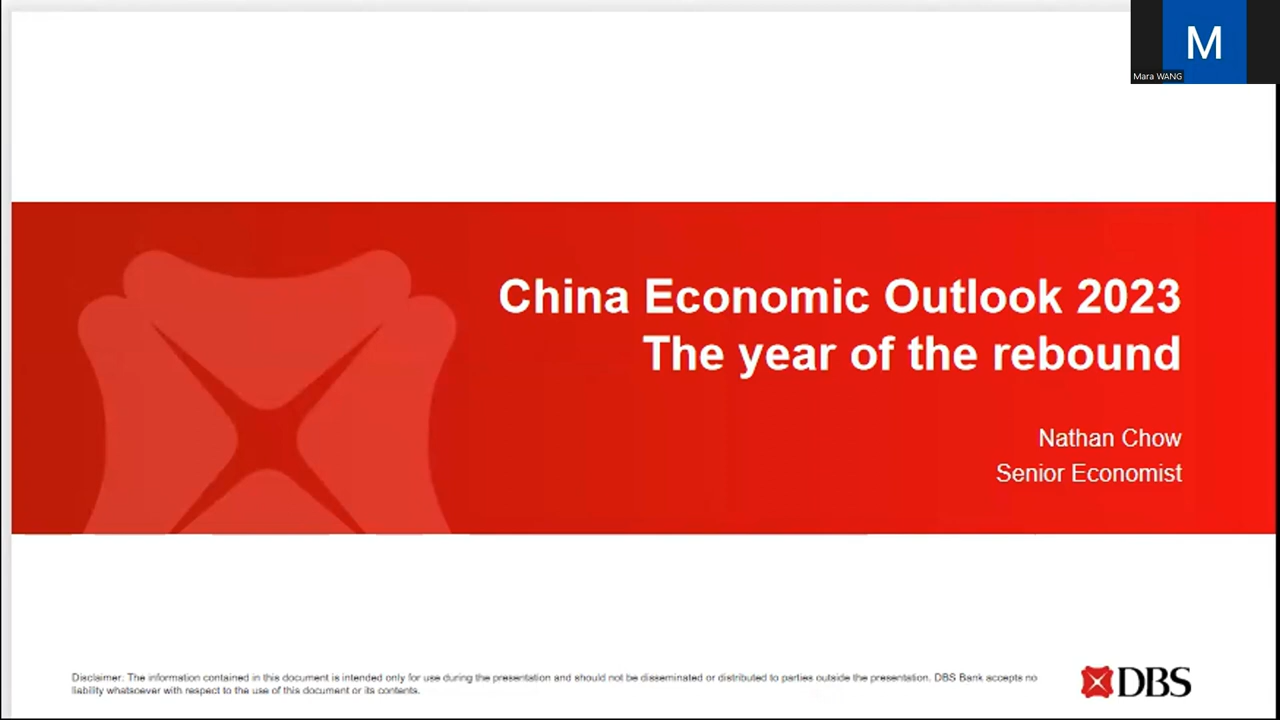 M
Mara WANG
China Economic Outlook 2023
The year of the rebound
Nathan Chow
Senior Economist
Disclaimer: The information contained in this document is intended only for use during the presentation and should not be disseminated or distributed to parties outside the presentation. DBS Bank accepts no
liability whatsoever with respect to the use of this document or its contents.
DBS